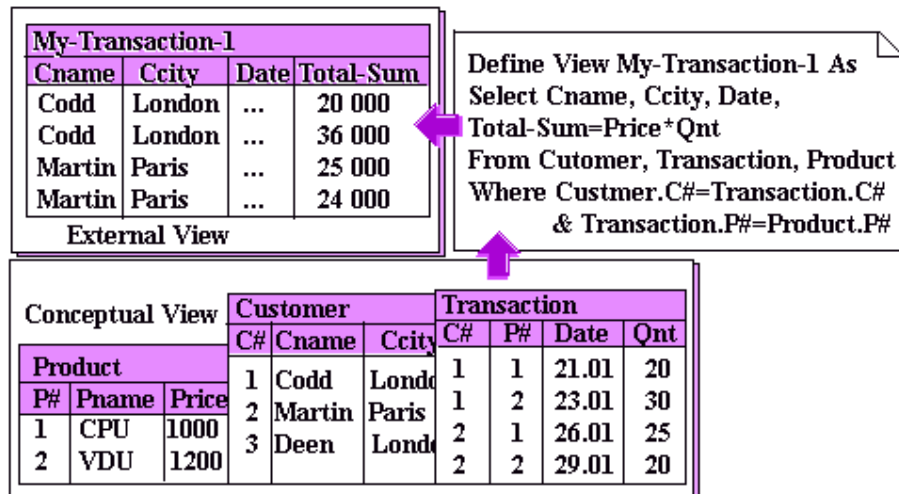 My-Transaction-1
Cname Ccity Date Total-Sum
Codd London ... 20 000
Codd London ... 36 000
Martin Paris ... 25 000
Martin Paris ... 24 000
External View
Define View My-Transaction-1 As
Select Cname, Ccity, Date,
Total-Sum=Price*Qnt
From Cutomer, Transaction, Product
Where Custmer.C#=Transaction.C#
& Transaction.P#=Product.P#
Conceptual View
Product
P# Pname Price
1 CPU 1000
2 VDU 1200
Customer
C# Cname Ccity
1 Codd Londo
2 Martin Paris
3 Deen Londo
Transaction
C# P# Date Qnt
1 1 21.01 20
1 2 23.01 30
2 1 26.01 25
2 2 29.01 20